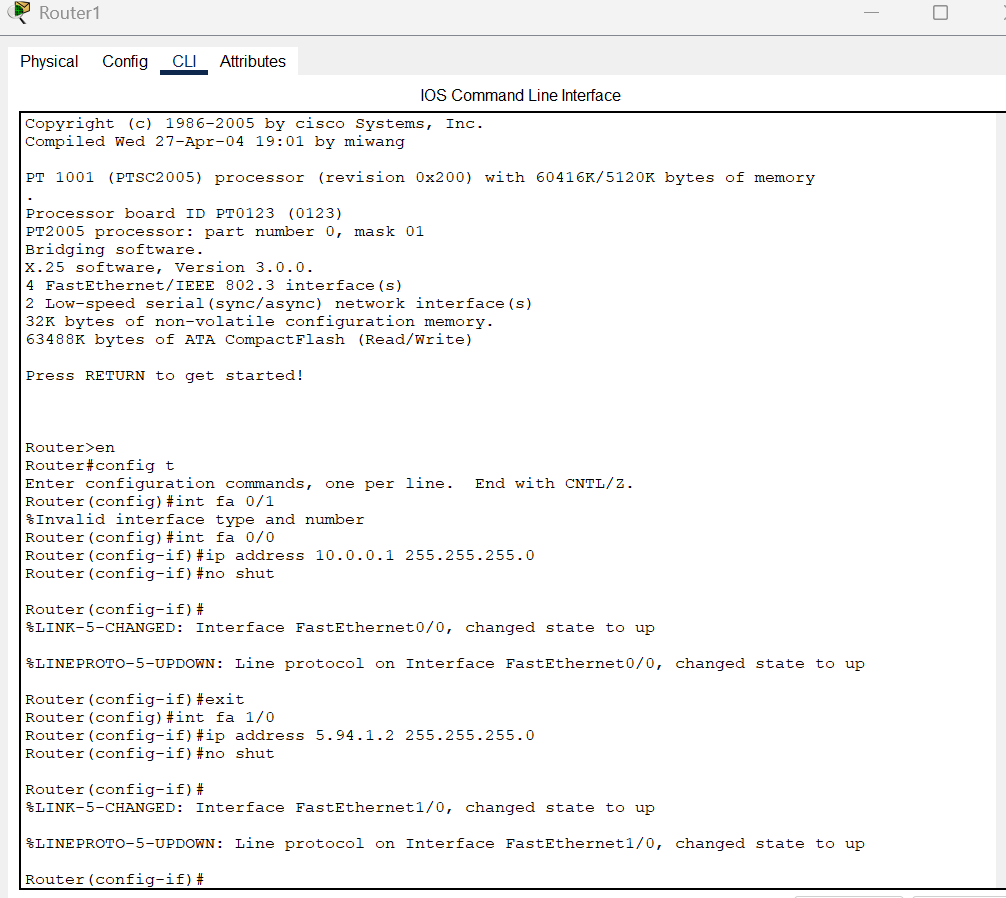 Router1
Physical Config CLI Attributes
IOS Command Line Interface
Copyright (c) 1986-2005 by cisco Systems, Inc.
Compiled Wed 27-Apr-04 19:01 by miwang
PT 1001 (PTSC2005) processor (revision 0x200) with 60416K/5120K bytes of memory
.
Processor board ID PT0123 (0123)
PT2005 processor: part number 0, mask 01
Bridging software.
X.25 software, Version 3.0.0.
4 FastEthernet/IEEE 802.3 interface(s)
2 Low-speed serial(sync/async) network interface(s)
32K bytes of non-volatile configuration memory.
63488K bytes of ATA CompactFlash (Read/Write)
Press RETURN to get started!
Router>en
Router#config t
Enter configuration commands, one per line.  End with CNTL/Z.
Router(config)#int fa 0/1
%Invalid interface type and number
Router(config)#int fa 0/0
Router(config-if)#ip address 10.0.0.1 255.255.255.0
Router(config-if)#no shut
Router(config-if)#
%LINK-5-CHANGED: Interface FastEthernet0/0, changed state to up
%LINEPROTO-5-UPDOWN: Line protocol on Interface FastEthernet0/0, changed state to up
Router(config-if)#exit
Router(config)#int fa 1/0
Router(config-if)#ip address 5.94.1.2 255.255.255.0
Router(config-if)#no shut
Router(config-if)#
%LINK-5-CHANGED: Interface FastEthernet1/0, changed state to up
%LINEPROTO-5-UPDOWN: Line protocol on Interface FastEthernet1/0, changed state to up
Router(config-if)#